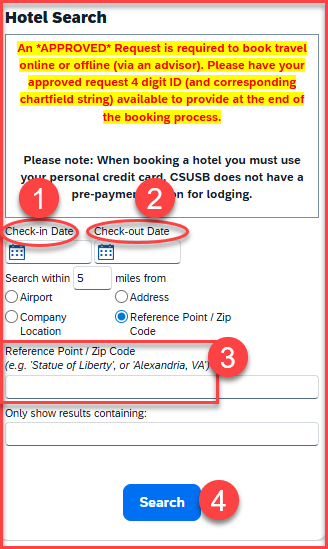 Hotel Search
An *APPROVED* Request is required to book travel
online or offline (via an advisor). Please have your
approved request 4 digit ID (and corresponding
chartfield string) available to provide at the end of
the booking process.
Please note: When booking a hotel you must use
your personal credit card. CSUSB does not have a
pre-paymen on for lodging.
1
2
Check-in Date
Check-out Date
Search within 5 miles from
Airport
Address
Company
Location
Reference Point / Zip
Code
Reference Point / Zip Code
(e.g. 'Statue of Liberty', or 'Alexandria, VA')
3
Only show results containing:
Search
4